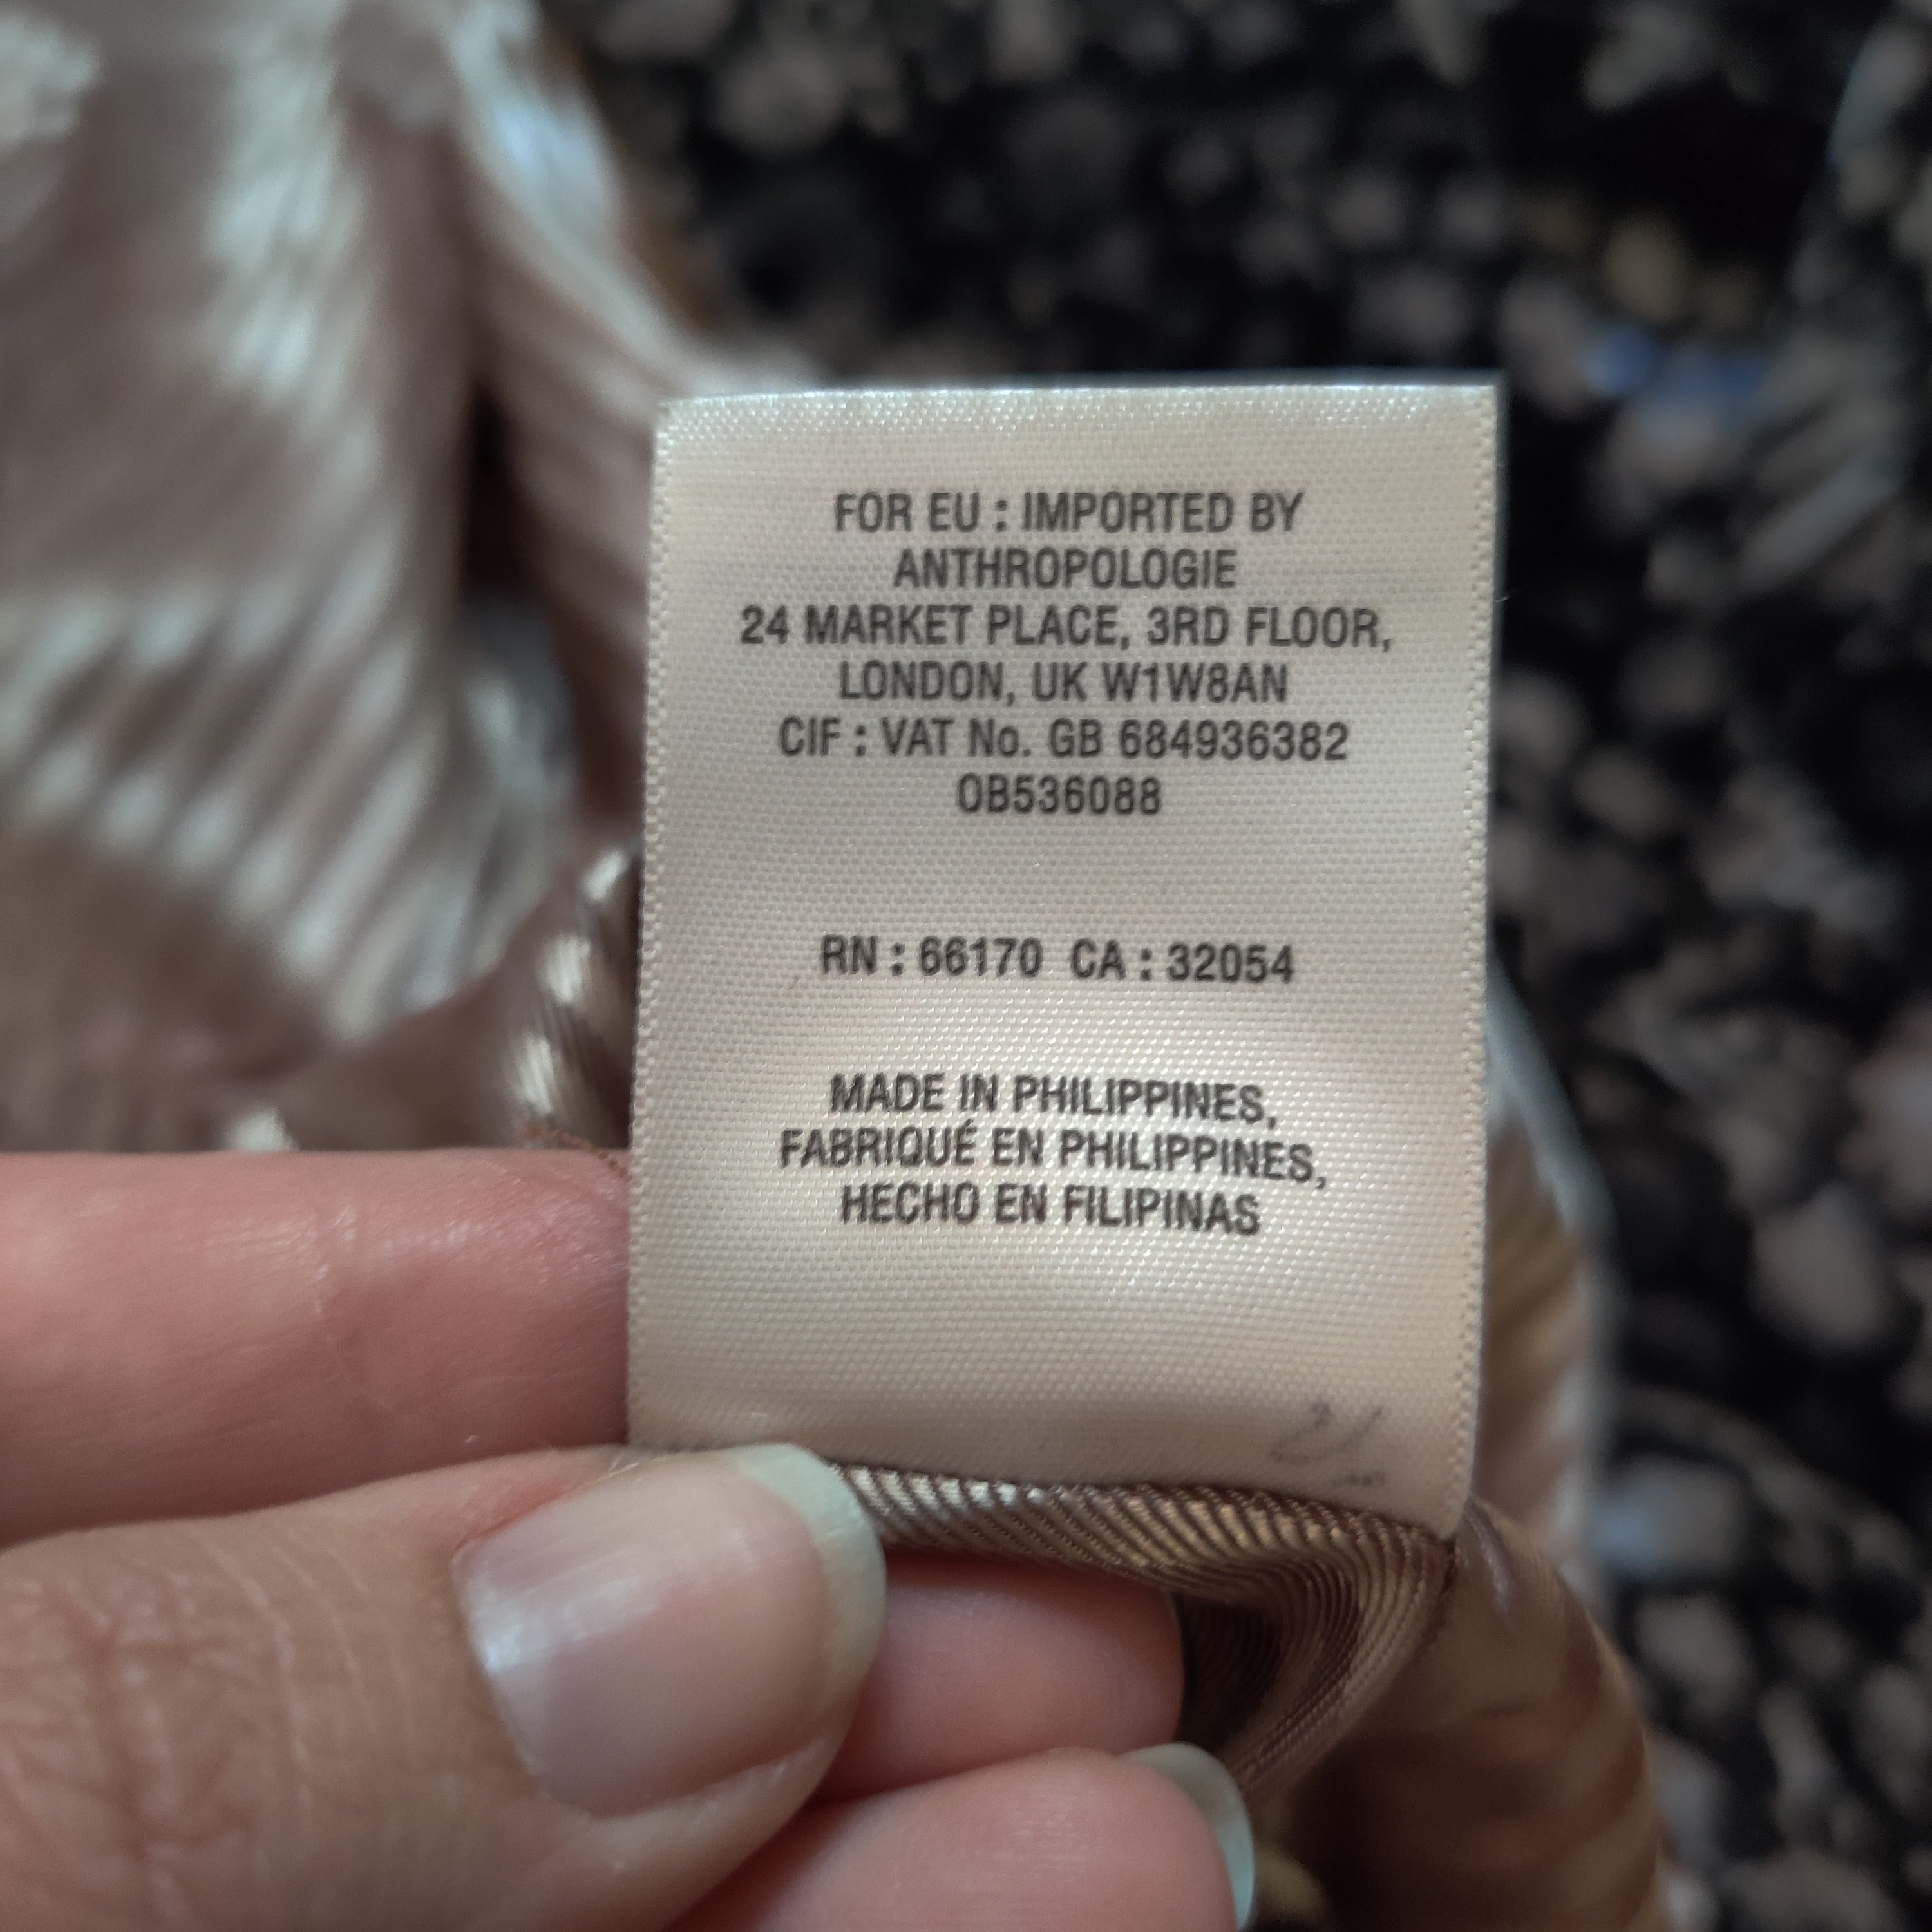 FOR EU : IMPORTED BY
ANTHROPOLOGIE
24 MARKET PLACE, 3RD FLOOR,
LONDON, UK W1W8AN
CIF : VAT No. GB 684936382
OB536088
RN : 66170 CA : 32054
MADE IN PHILIPPINES,
FABRIQUÉ EN PHILIPPINES,
HECHO EN FILIPINAS